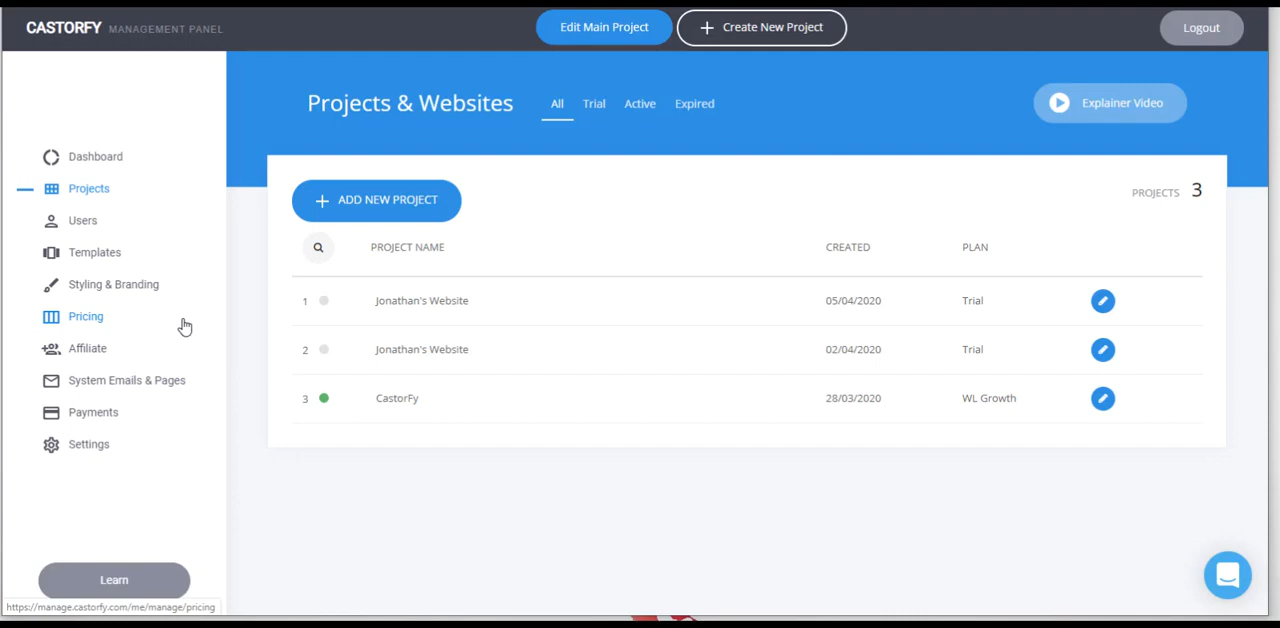 CASTORFY MANAGEMENT PANEL
Edit Main Project
Create New Project
Logout
Projects & Websites
All
Trial
Active
Expired
Explainer Video
Dashboard
Projects
Users
Templates
Styling & Branding
Pricing
Affiliate
System Emails & Pages
Payments
Settings
Learn
ADD NEW PROJECT
PROJECTS 3
PROJECT NAME CREATED PLAN
1 Jonathan's Website 05/04/2020 Trial
2 Jonathan's Website 02/04/2020 Trial
3 CastorFy 28/03/2020 WL Growth
https://manage.castorfy.com/me/manage/pricing